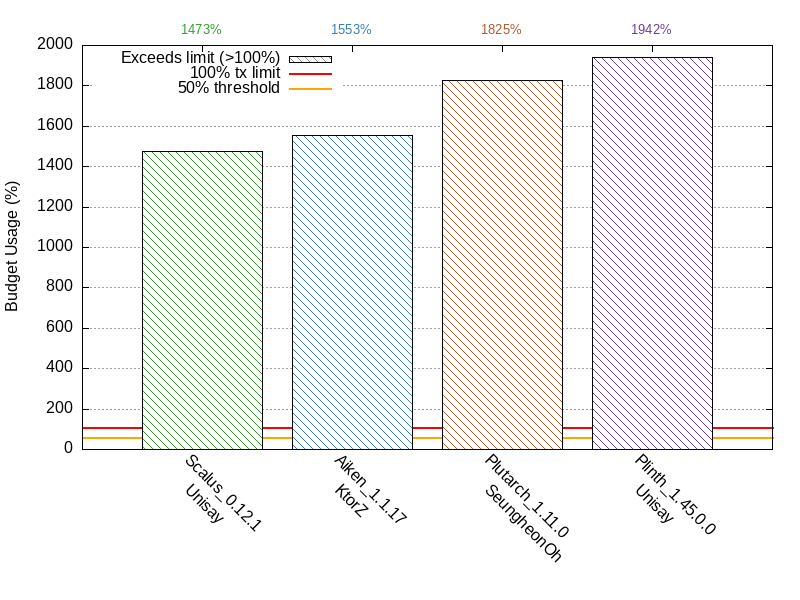 1473% 1553% 1825% 1942%
Exceeds limit (>100%)
100% tx limit
50% threshold
Budget Usage (%)
2000
1800
1600
1400
1200
1000
800
600
400
200
0
Scalus_0.12.1
Unisay
Aiken_1.1.17
KtorZ
Plutarch_1.11.0
SeungheonOh
Plinth_1.45.0.0
Unisay